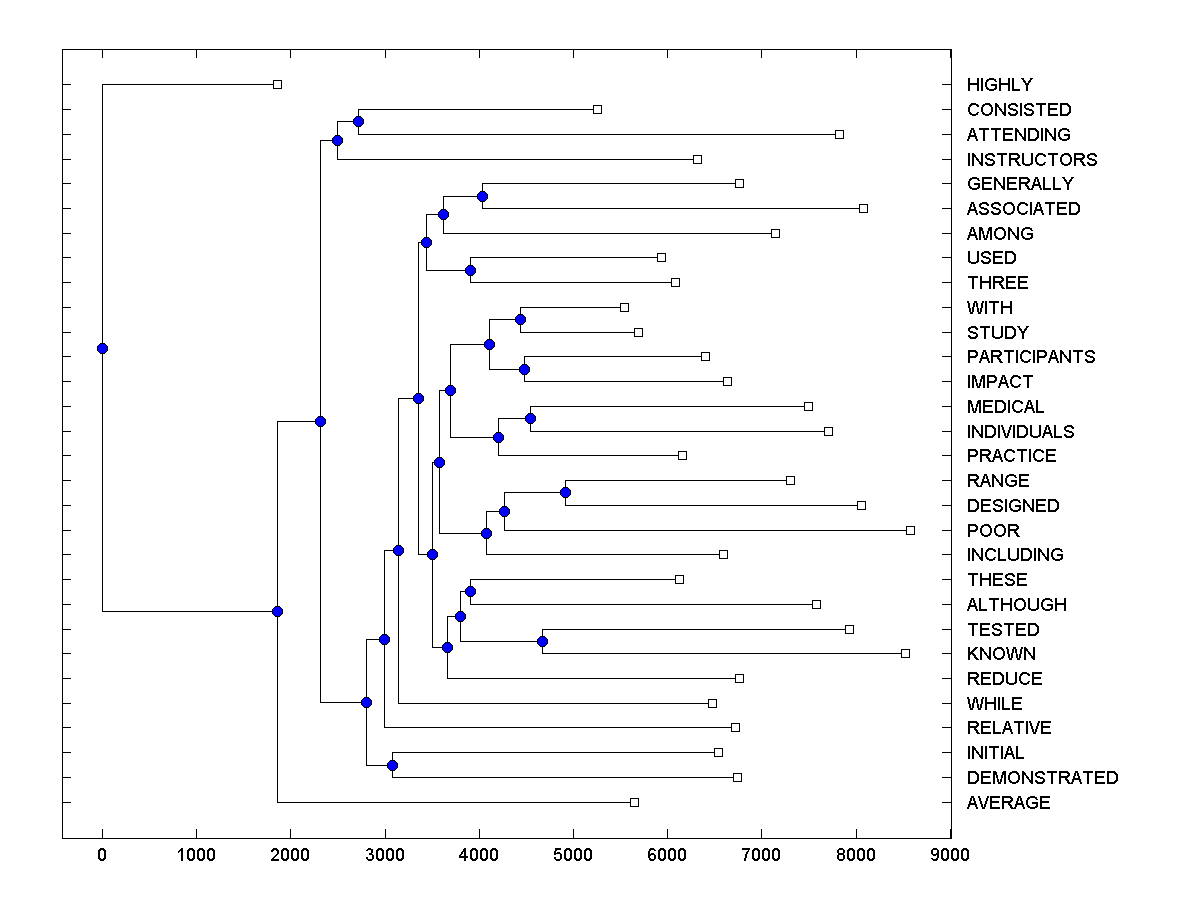 HIGHLY
CONSISTED
ATTENDING
INSTRUCTORS
GENERALLY
ASSOCIATED
AMONG
USED
THREE
WITH
STUDY
PARTICIPANTS
IMPACT
MEDICAL
INDIVIDUALS
PRACTICE
RANGE
DESIGNED
POOR
INCLUDING
THESE
ALTHOUGH
TESTED
KNOWN
REDUCE
WHILE
RELATIVE
INITIAL
DEMONSTRATED
AVERAGE
0 1000 2000 3000 4000 5000 6000 7000 8000 9000